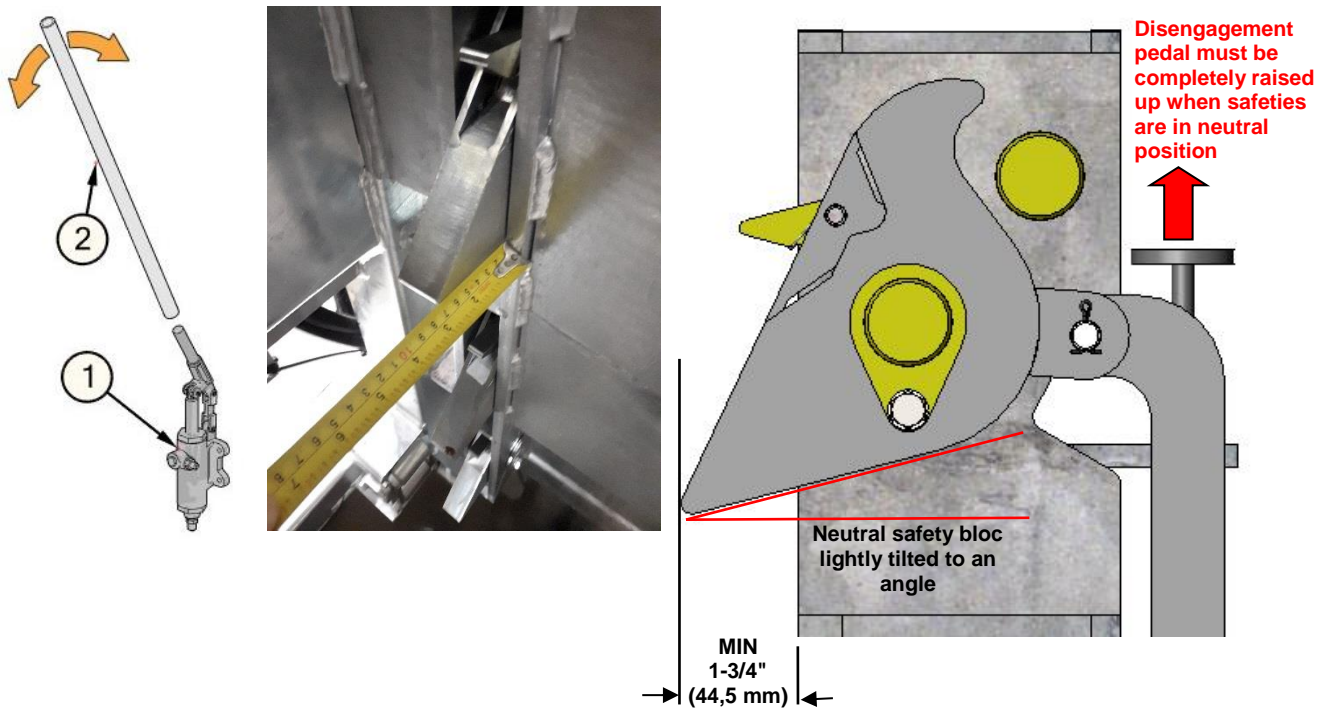 2
1
Disengagement
pedal must be
completely raised
up when safeties
are in neutral
position
Neutral safety bloc
lightly tilted to an
angle
MIN
1-3/4"
(44,5 mm)